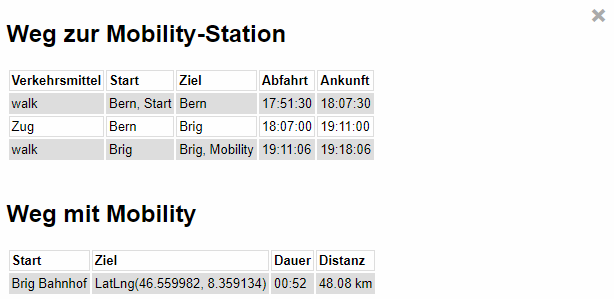 Weg zur Mobility-Station
Verkehrsmittel Start Ziel Abfahrt Ankunft
walk Bern, Start Bern 17:51:30 18:07:30
Zug Bern Brig 18:07:00 19:11:00
walk Brig Brig, Mobility 19:11:06 19:18:06
Weg mit Mobility
Start Ziel Dauer Distanz
Brig Bahnhof LatLng(46.559982, 8.359134) 00:52 48.08 km